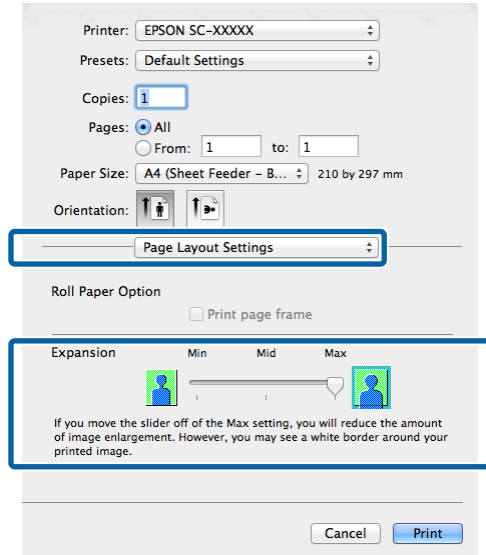 Printer: EPSON SC-XXXXX
Presets: Default Settings
Copies: 1
Pages: All
From: 1 to: 1
Paper Size: A4 (Sheet Feeder – B... 210 by 297 mm
Orientation:
Page Layout Settings
Roll Paper Option
Print page frame
Expansion Min Mid Max
If you move the slider off of the Max setting, you will reduce the amount
of image enlargement. However, you may see a white border around your
printed image.
Cancel Print